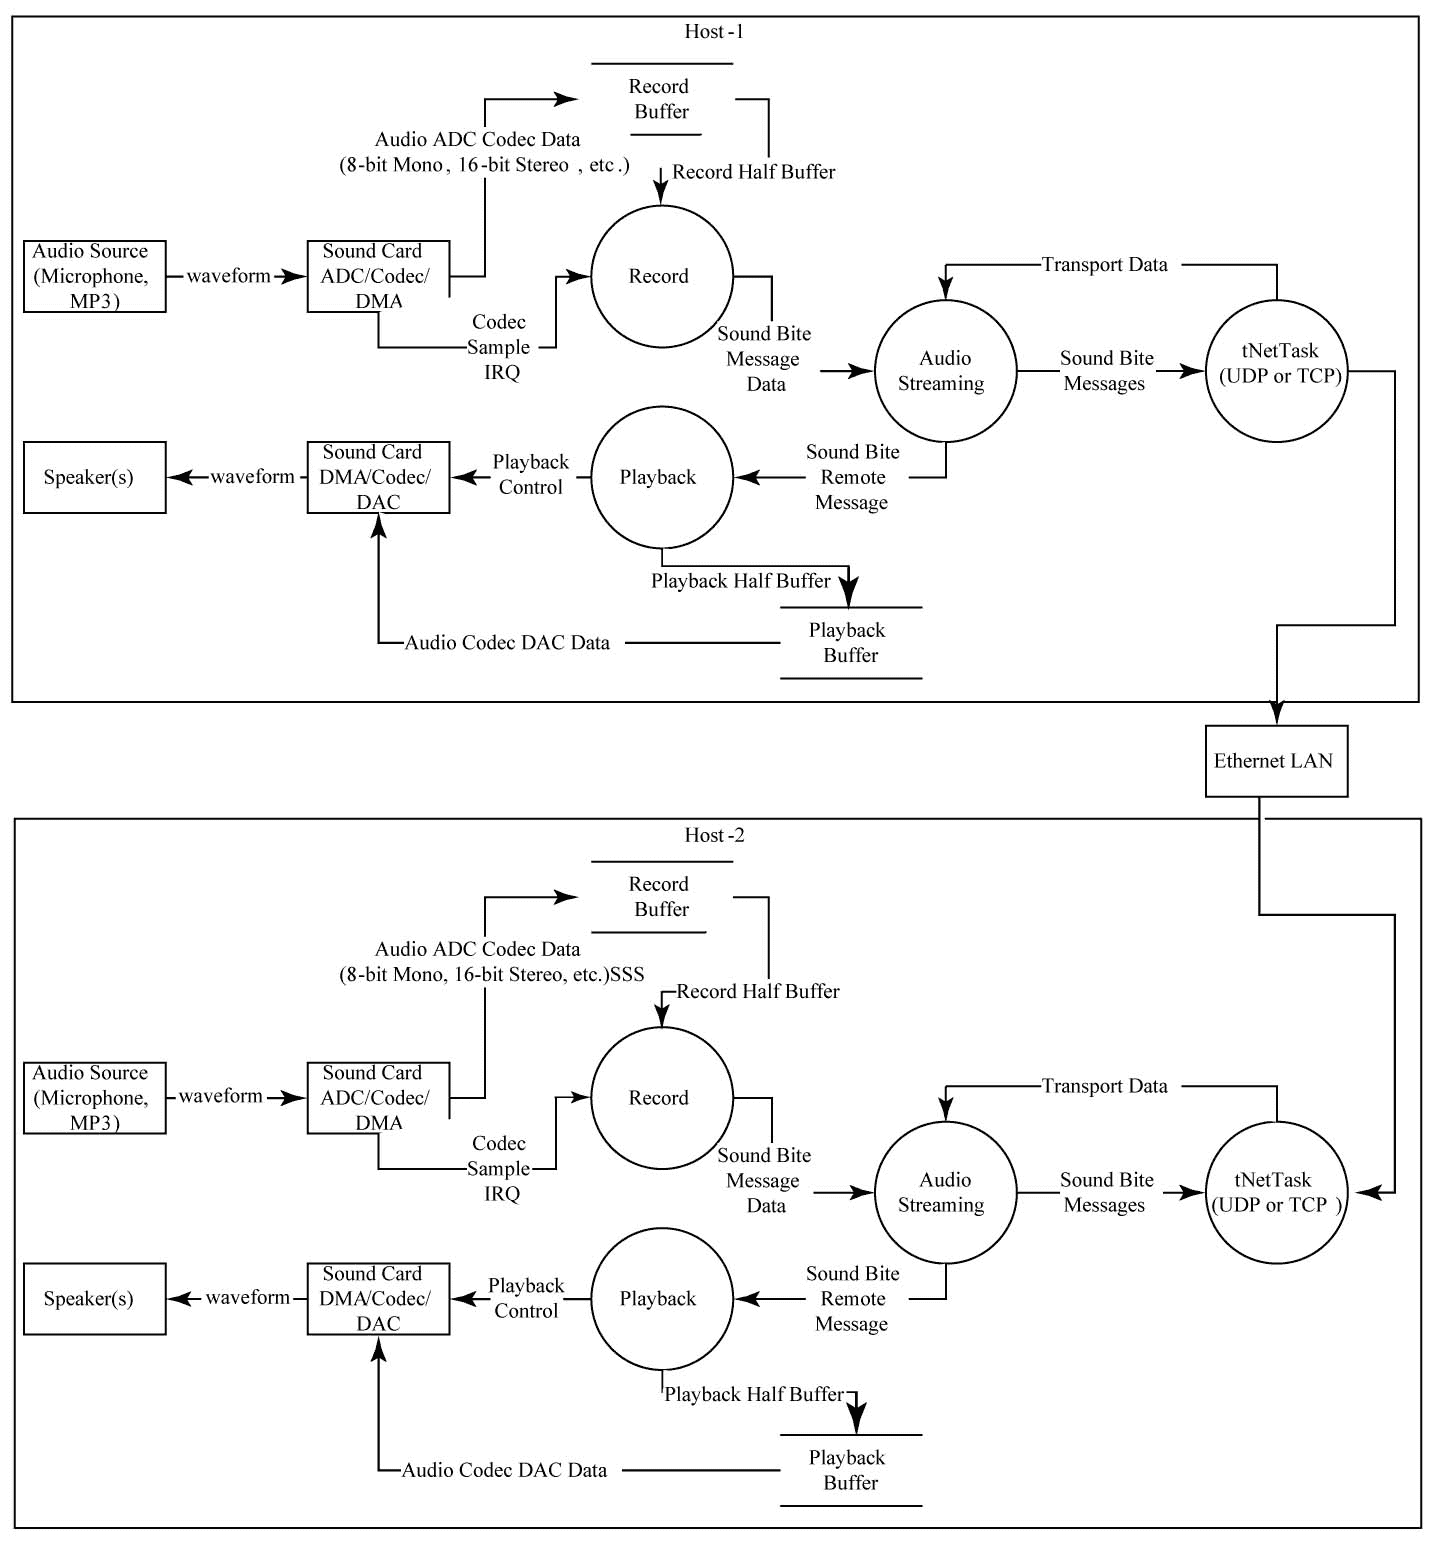 Host-1
Record
Buffer
Audio ADC Codec Data
(8-bit Mono, 16-bit Stereo , etc.)
Record Half Buffer
Audio Source
(Microphone,
MP3)
waveform
Sound Card
ADC/Codec/
DMA
Record
Transport Data
Codec
Sample
IRQ
Sound Bite
Message
Data
Audio
Streaming
Sound Bite
Messages
tNetTask
(UDP or TCP)
Speaker(s)
waveform
Sound Card
DMA/Codec/
DAC
Playback
Control
Playback
Sound Bite
Remote
Message
Playback Half Buffer
Audio Codec DAC Data
Playback
Buffer
Ethernet LAN
Host-2
Record
Buffer
Audio ADC Codec Data
(8-bit Mono, 16-bit Stereo, etc.)SSS
Record Half Buffer
Audio Source
(Microphone,
MP3)
waveform
Sound Card
ADC/Codec/
DMA
Record
Transport Data
Codec
Sample
IRQ
Sound Bite
Message
Data
Audio
Streaming
Sound Bite
Messages
tNetTask
(UDP or TCP )
Speaker(s)
waveform
Sound Card
DMA/Codec/
DAC
Playback
Control
Playback
Sound Bite
Remote
Message
Playback Half Buffer
Audio Codec DAC Data
Playback
Buffer